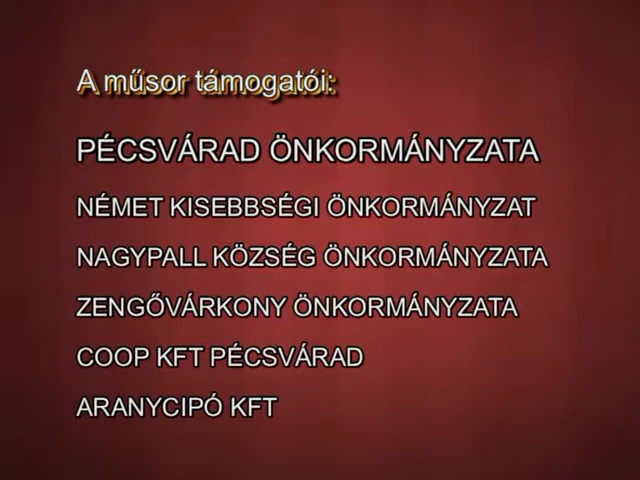 A műsor támogatói:
PÉCSVÁRAD ÖNKORMÁNYZATA
NÉMET KISEBBSÉGI ÖNKORMÁNYZAT
NAGYPALL KÖZSÉG ÖNKORMÁNYZATA
ZENGŐVÁRKONY ÖNKORMÁNYZATA
COOP KFT PÉCSVÁRAD
ARANYCIPÓ KFT